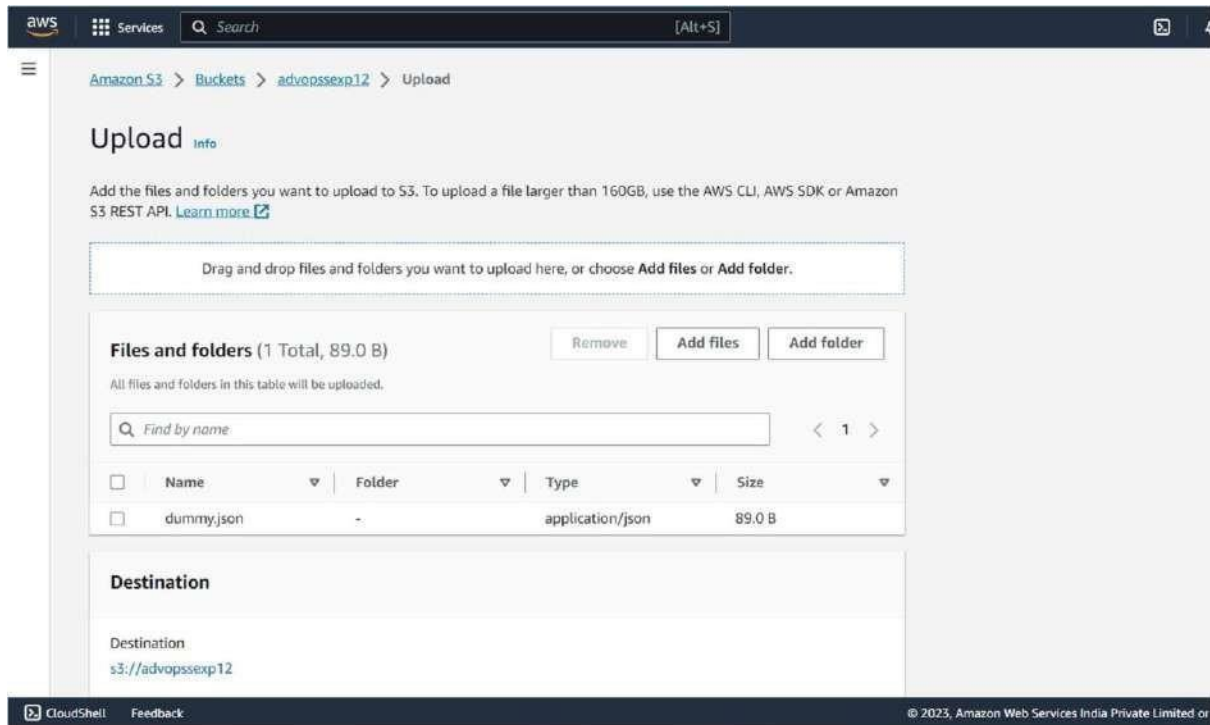 aws Services Search [Alt+S]
Amazon S3 > Buckets > advopssexp12 > Upload
Upload Info
Add the files and folders you want to upload to S3. To upload a file larger than 160GB, use the AWS CLI, AWS SDK or Amazon
S3 REST API. Learn more
Drag and drop files and folders you want to upload here, or choose Add files or Add folder.
Files and folders (1 Total, 89.0 B) Remove Add files Add folder
All files and folders in this table will be uploaded.
Find by name < 1 >
Name Folder Type Size
dummy.json - application/json 89.0 B
Destination
Destination
s3://advopssexp12
CloudShell Feedback © 2023, Amazon Web Services India Private Limited or